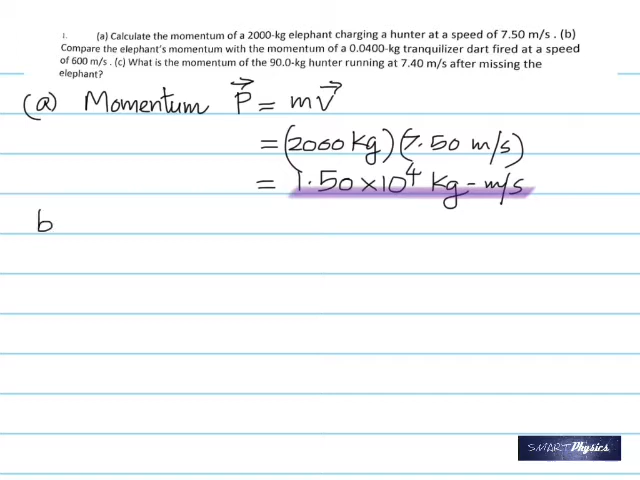 1. (a) Calculate the momentum of a 2000-kg elephant charging a hunter at a speed of 7.50 m/s . (b)
Compare the elephant's momentum with the momentum of a 0.0400-kg tranquilizer dart fired at a speed
of 600 m/s . (c) What is the momentum of the 90.0-kg hunter running at 7.40 m/s after missing the
elephant?
(a) Momentum P⃗ = mV⃗
= (2000 kg) (7.50 m/s)
= 1.50 × 10⁴ kg - m/s
b
SMART Physics